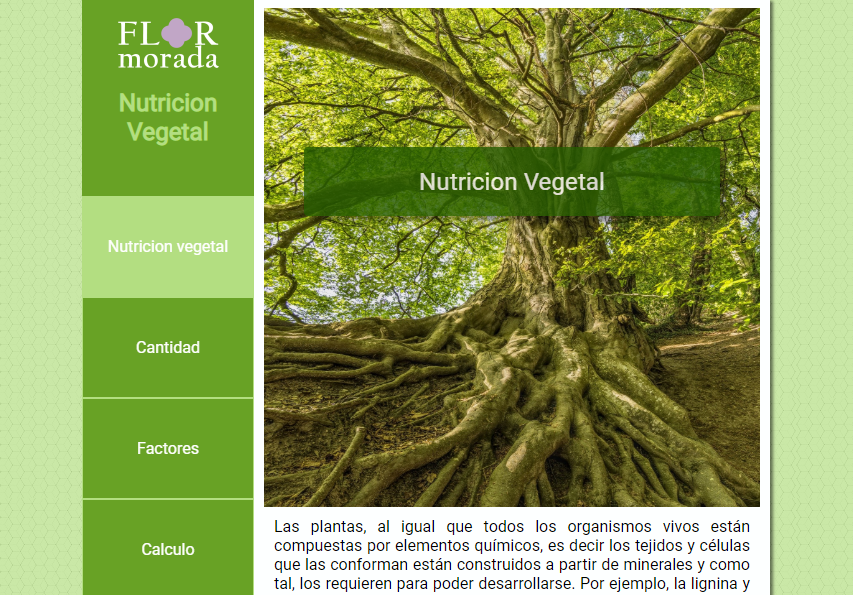 FLOR
morada
Nutricion
Vegetal
Nutricion vegetal
Cantidad
Factores
Calculo
Nutricion Vegetal
Las plantas, al igual que todos los organismos vivos están
compuestas por elementos químicos, es decir los tejidos y células
que las conforman están construidos a partir de minerales y como
tal, los requieren para poder desarrollarse. Por ejemplo, la lignina y